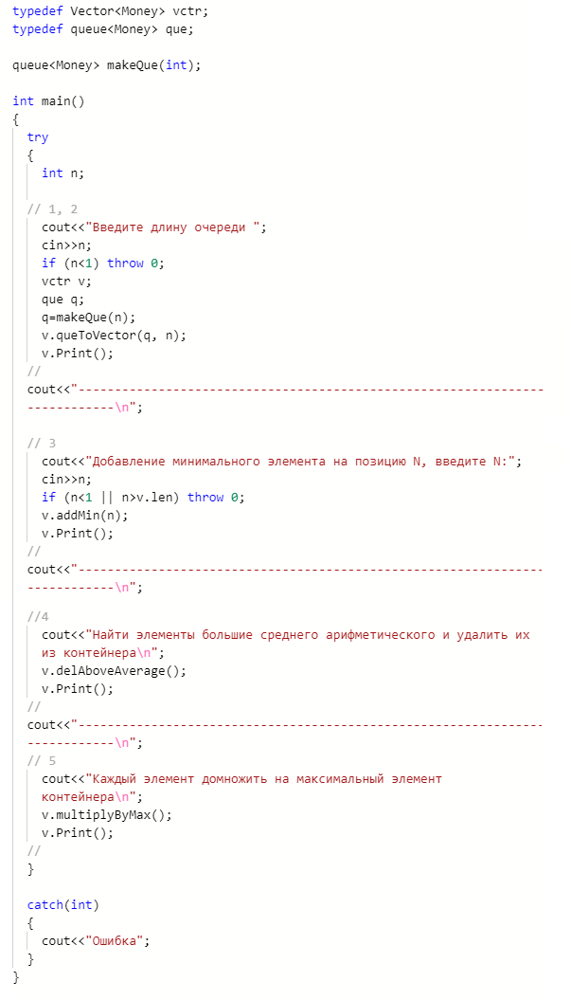 typedef Vector<Money> vctr;
typedef queue<Money> que;
queue<Money> makeQue(int);
int main()
{
try
{
int n;
// 1, 2
cout<<"Введите длину очереди ";
cin>>n;
if (n<1) throw 0;
vctr v;
que q;
q=makeQue(n);
v.queToVector(q, n);
v.Print();
//
cout<<"----------------------------------------------------------------
------------\n";
// 3
cout<<"Добавление минимального элемента на позицию N, введите N:";
cin>>n;
if (n<1 || n>v.len) throw 0;
v.addMin(n);
v.Print();
//
cout<<"----------------------------------------------------------------
------------\n";
//4
cout<<"Найти элементы большие среднего арифметического и удалить их
из контейнера\n";
v.delAboveAverage();
v.Print();
//
cout<<"----------------------------------------------------------------
------------\n";
// 5
cout<<"Каждый элемент домножить на максимальный элемент
контейнера\n";
v.multiplyByMax();
v.Print();
//
}
catch(int)
{
cout<<"Ошибка";
}
}